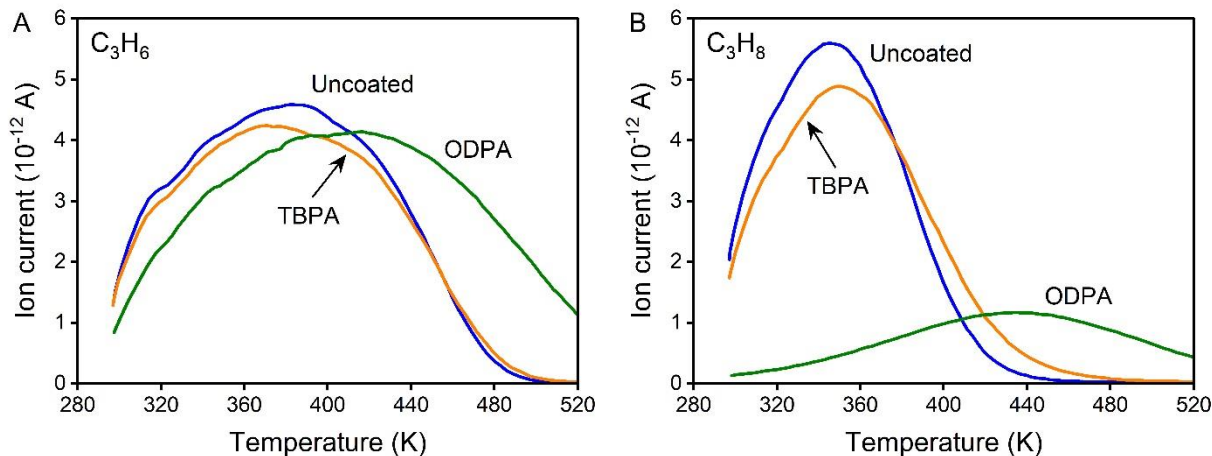 A
C₃H₆
Uncoated
ODPA
TBPA
Ion current (10⁻¹² A)
6
5
4
3
2
1
0
280 320 360 400 440 480 520
Temperature (K)
B
C₃H₈
Uncoated
TBPA
ODPA
Ion current (10⁻¹² A)
6
5
4
3
2
1
0
280 320 360 400 440 480 520
Temperature (K)